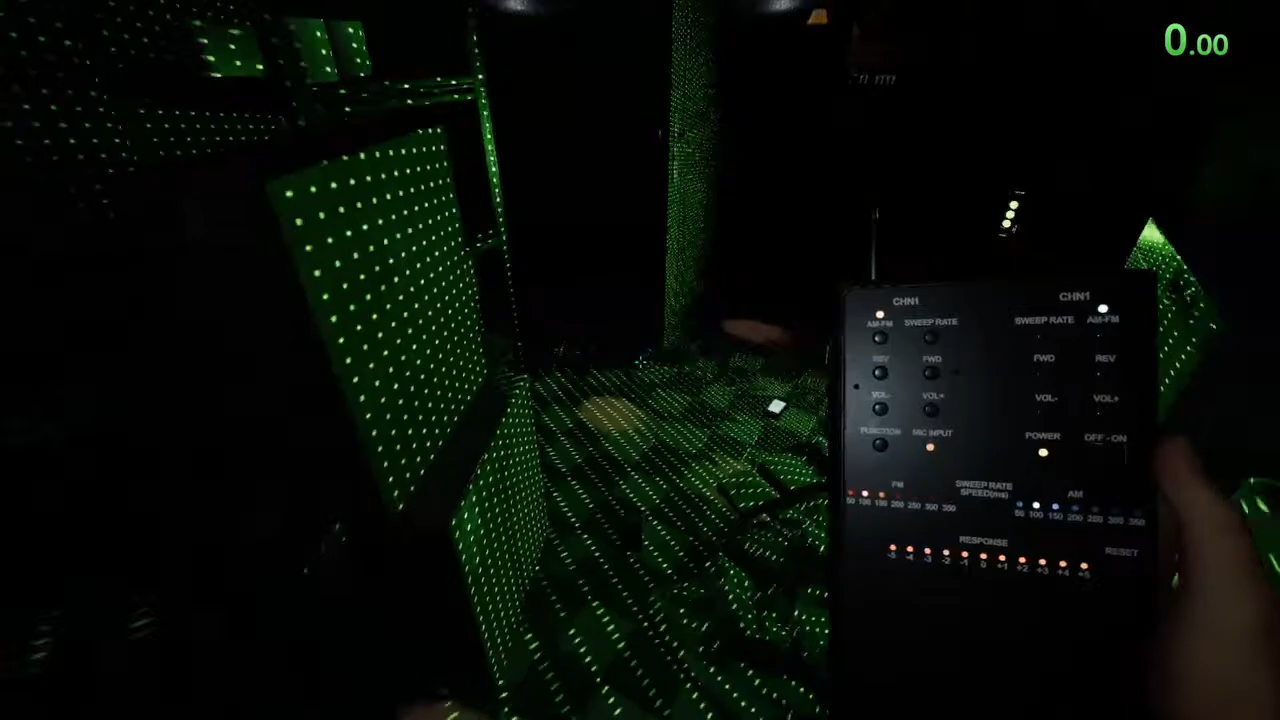 0.00
CHN1 CHN1
AM-FM SWEEP RATE SWEEP RATE AM-FM
REV FWD FWD REV
VOL- VOL+ VOL- VOL+
FUNCTION MIC INPUT POWER OFF - ON
FM SWEEP RATE AM
SPEED(ms)
50 100 150 200 250 300 350 50 100 150 200 250 300 350
RESPONSE RESET
-5 -4 -3 -2 -1 0 +1 +2 +3 +4 +5